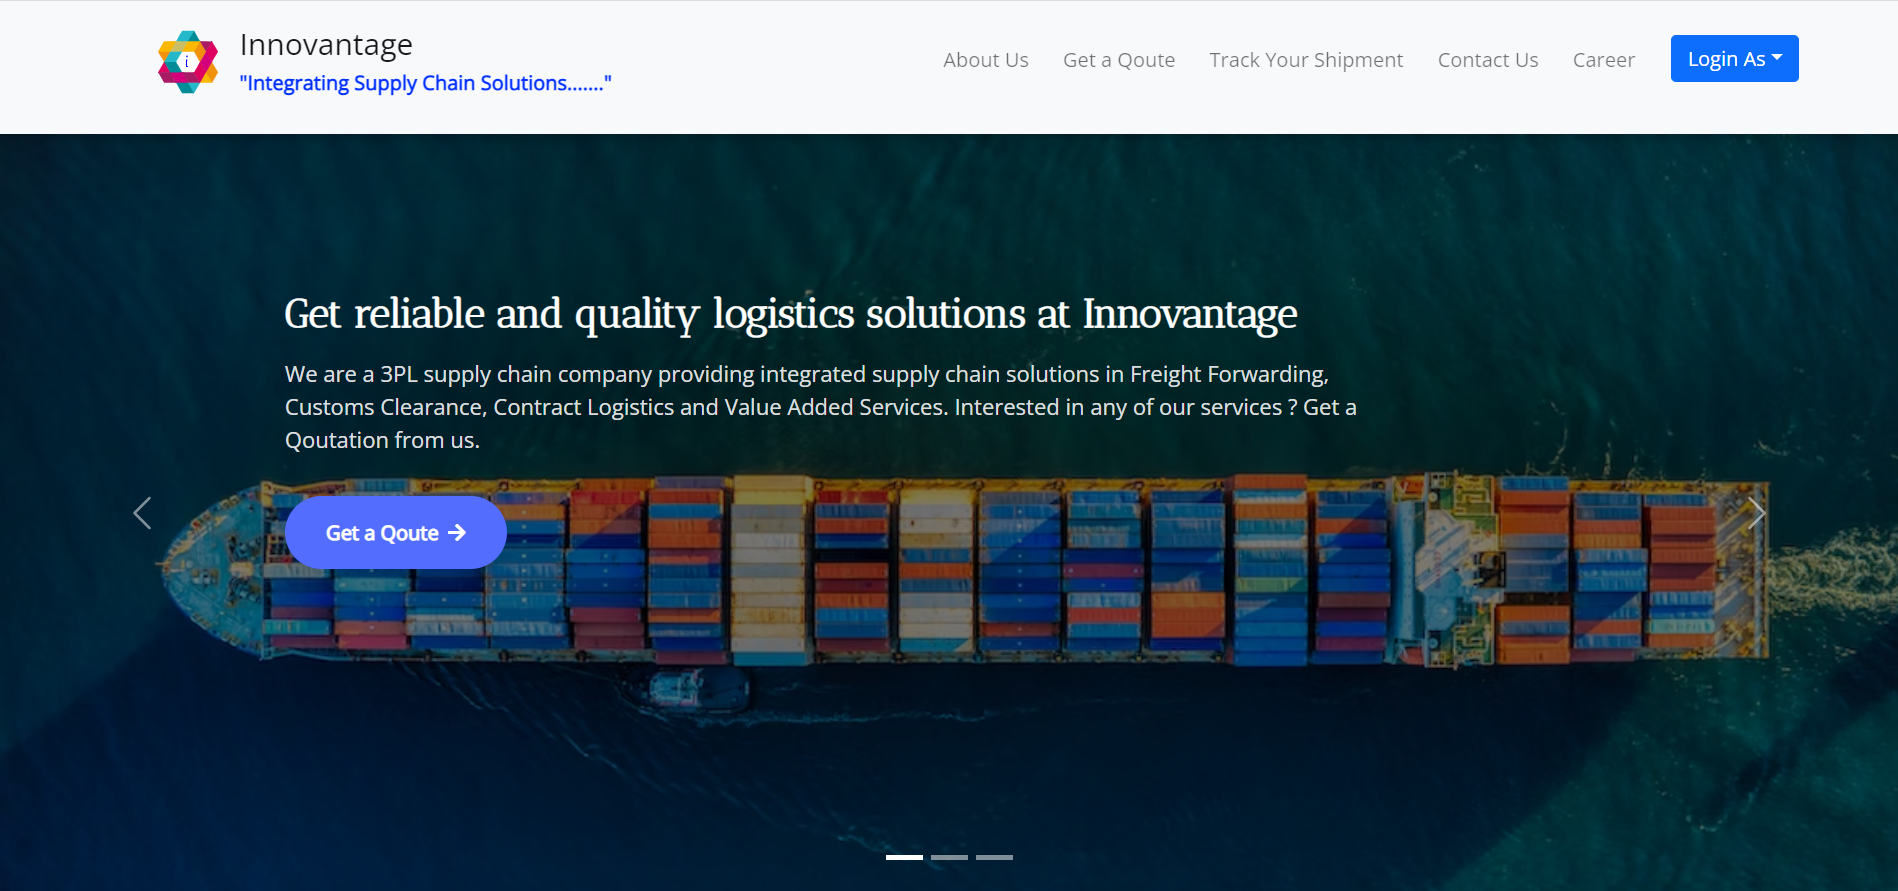 i
Innovantage
"Integrating Supply Chain Solutions......."
About Us
Get a Qoute
Track Your Shipment
Contact Us
Career
Login As
Get reliable and quality logistics solutions at Innovantage
We are a 3PL supply chain company providing integrated supply chain solutions in Freight Forwarding,
Customs Clearance, Contract Logistics and Value Added Services. Interested in any of our services ? Get a
Qoutation from us.
Get a Qoute